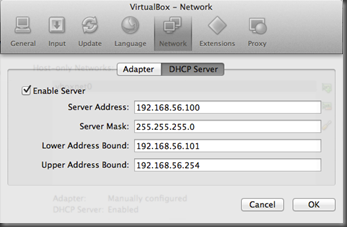 VirtualBox – Network
General Input Update Language Network Extensions Proxy
Host-only Networks
Adapter DHCP Server
Enable Server
Server Address: 192.168.56.100
Server Mask: 255.255.255.0
Lower Address Bound: 192.168.56.101
Upper Address Bound: 192.168.56.254
Adapter: Manually configured
DHCP Server: Enabled
Cancel OK